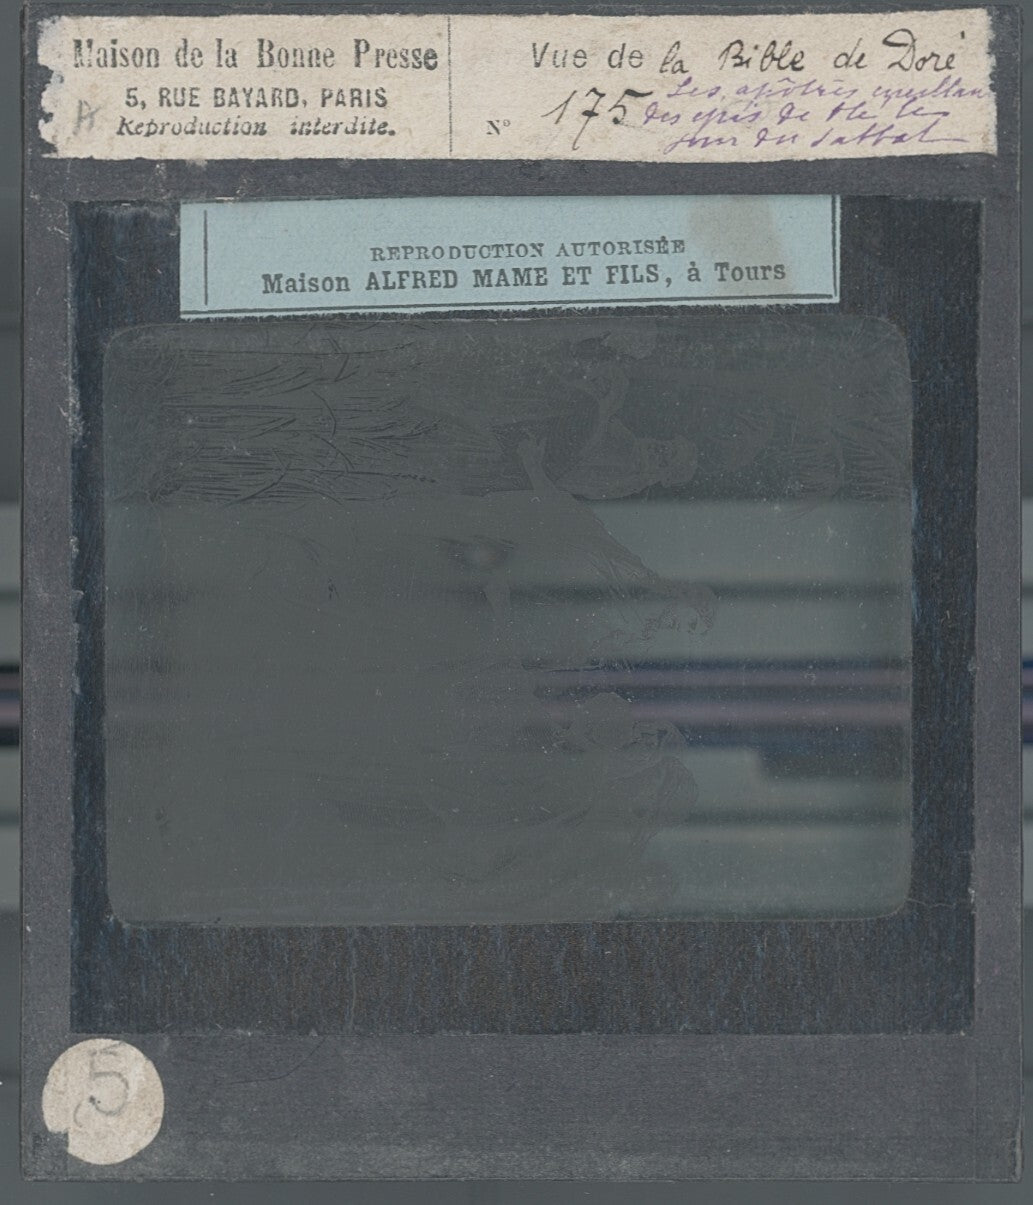 Maison de la Bonne Presse
5, RUE BAYARD, PARIS
Reproduction interdite.
Vue de la Bible de Doré
N° 175
Les apôtres cueillan
des épis de blé le
jour du sabbat
REPRODUCTION AUTORISÉE
Maison ALFRED MAME ET FILS, à Tours
5